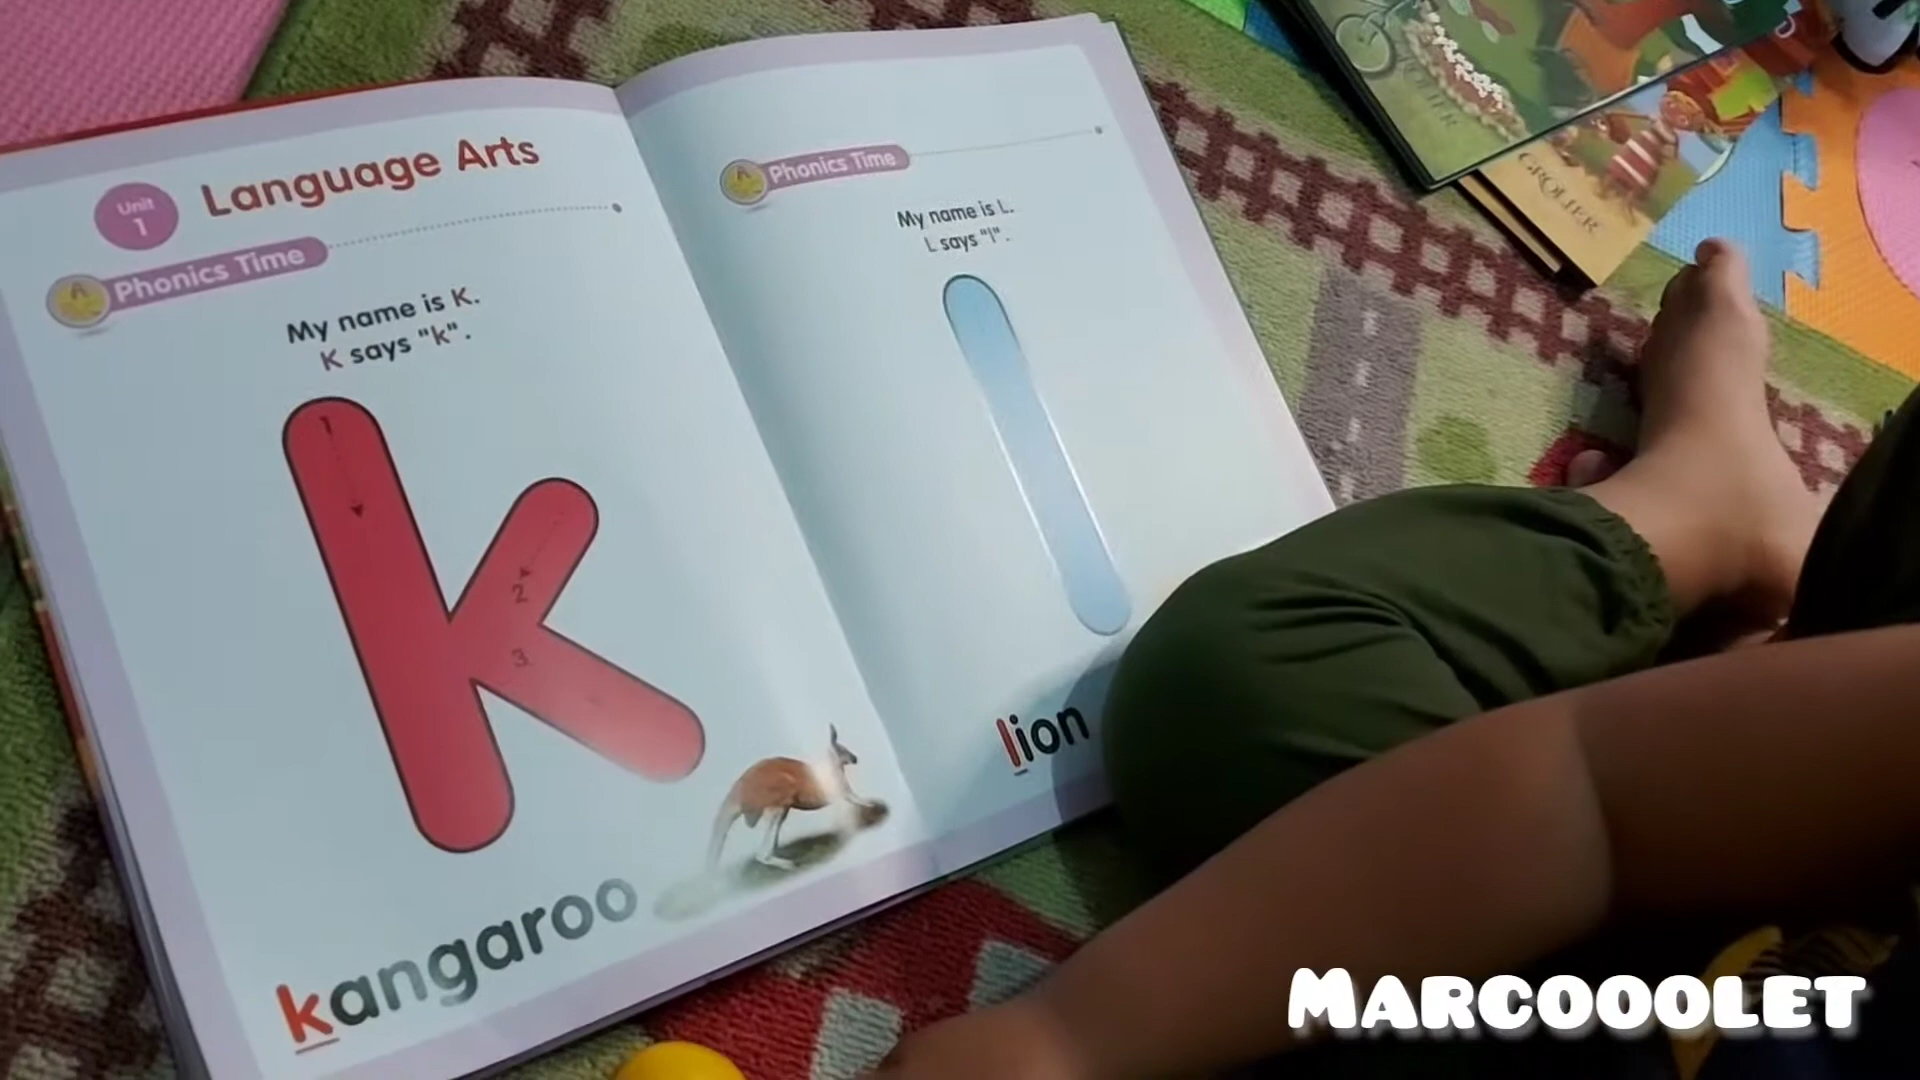 Unit
1
Language Arts
Phonics Time
My name is K.
K says "k".
1
2
3
kangaroo
Phonics Time
My name is L.
L says "l".
lion
GROLIER
MARCOOOLET